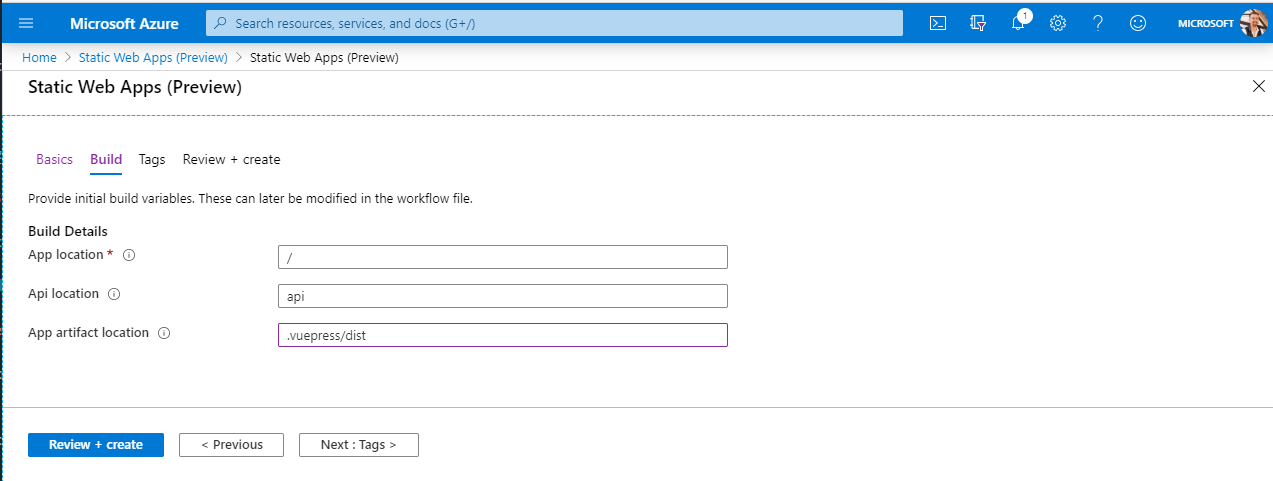 Microsoft Azure Search resources, services, and docs (G+/) 1 MICROSOFT
Home > Static Web Apps (Preview) > Static Web Apps (Preview)
Static Web Apps (Preview)
Basics Build Tags Review + create
Provide initial build variables. These can later be modified in the workflow file.
Build Details
App location * /
Api location api
App artifact location .vuepress/dist
Review + create < Previous Next : Tags >